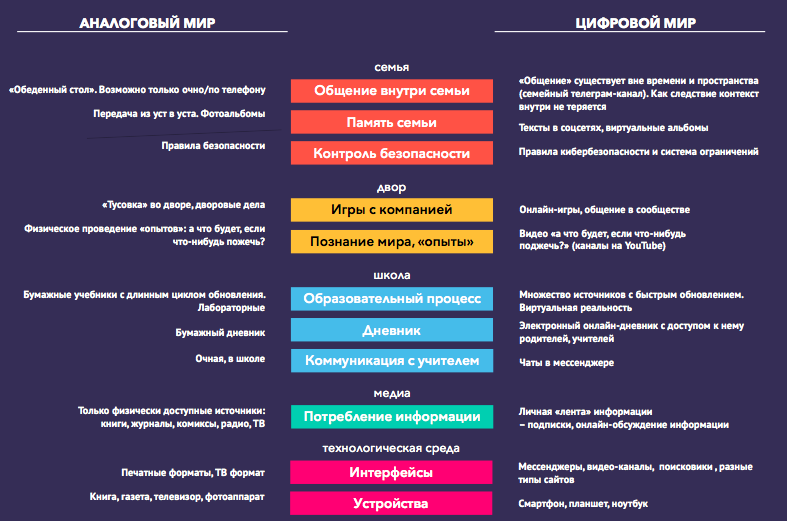 АНАЛОГОВЫЙ МИР
ЦИФРОВОЙ МИР
семья
«Обеденный стол». Возможно только очно/по телефону
Общение внутри семьи
«Общение» существует вне времени и пространства
(семейный телеграм-канал). Как следствие контекст
внутри не теряется
Передача из уст в уста. Фотоальбомы
Память семьи
Тексты в соцсетях, виртуальные альбомы
Правила безопасности
Контроль безопасности
Правила кибербезопасности и система ограничений
двор
«Тусовка» во дворе, дворовые дела
Игры с компанией
Онлайн-игры, общение в сообществе
Физическое проведение «опытов»: а что будет, если
что-нибудь пожечь?
Познание мира, «опыты»
Видео «а что будет, если что-нибудь
поджечь?» (каналы на YouTube)
школа
Бумажные учебники с длинным циклом обновления.
Лабораторные
Образовательный процесс
Множество источников с быстрым обновлением.
Виртуальная реальность
Бумажный дневник
Дневник
Электронный онлайн-дневник с доступом к нему
родителей, учителей
Очная, в школе
Коммуникация с учителем
Чаты в мессенджере
медиа
Только физически доступные источники:
книги, журналы, комиксы, радио, ТВ
Потребление информации
Личная «лента» информации
– подписки, онлайн-обсуждение информации
технологическая среда
Печатные форматы, ТВ формат
Интерфейсы
Мессенджеры, видео-каналы, поисковики , разные
типы сайтов
Книга, газета, телевизор, фотоаппарат
Устройства
Смартфон, планшет, ноутбук